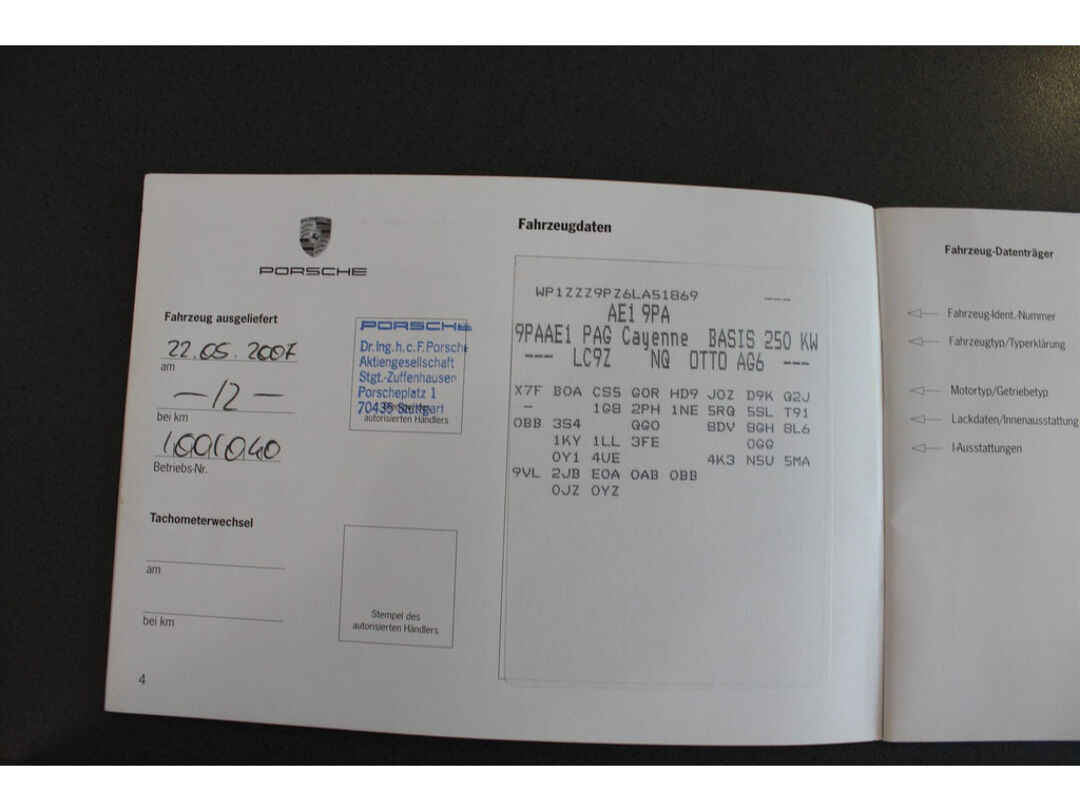 PORSCHE
Fahrzeug ausgeliefert
22.05.2007
am
—12—
bei km
1001040
Betriebs-Nr.
PORSCHE
Dr.Ing.h.c.F.Porsche
Aktiengesellschaft
Stgt.-Zuffenhausen
Porscheplatz 1
70435 Stuttgart
autorisierten Händlers
Tachometerwechsel
am
bei km
Stempel des
autorisierten Händlers
4
Fahrzeugdaten
WP1ZZZ9PZ6LA51869 ---
AE1 9PA
9PAAE1 PAG Cayenne BASIS 250 KW
--- LC9Z NQ OTTO AG6 ---
X7F B0A CS5 G0R HD9 J0Z D9K Q2J
- 1G8 2PH 1NE 5RQ 5SL T91
0BB 3S4 QG0 8DV 8GH 8L6
1KY 1LL 3FE 0GG
0Y1 4UE 4K3 N5U 5MA
9VL 2JB E0A 0AB 0BB
0JZ 0YZ
Fahrzeug-Datenträger
Fahrzeug-Ident.-Nummer
Fahrzeugtyp/Typerklärung
Motortyp/Getriebetyp
Lackdaten/Innenausstattung
I-Ausstattungen